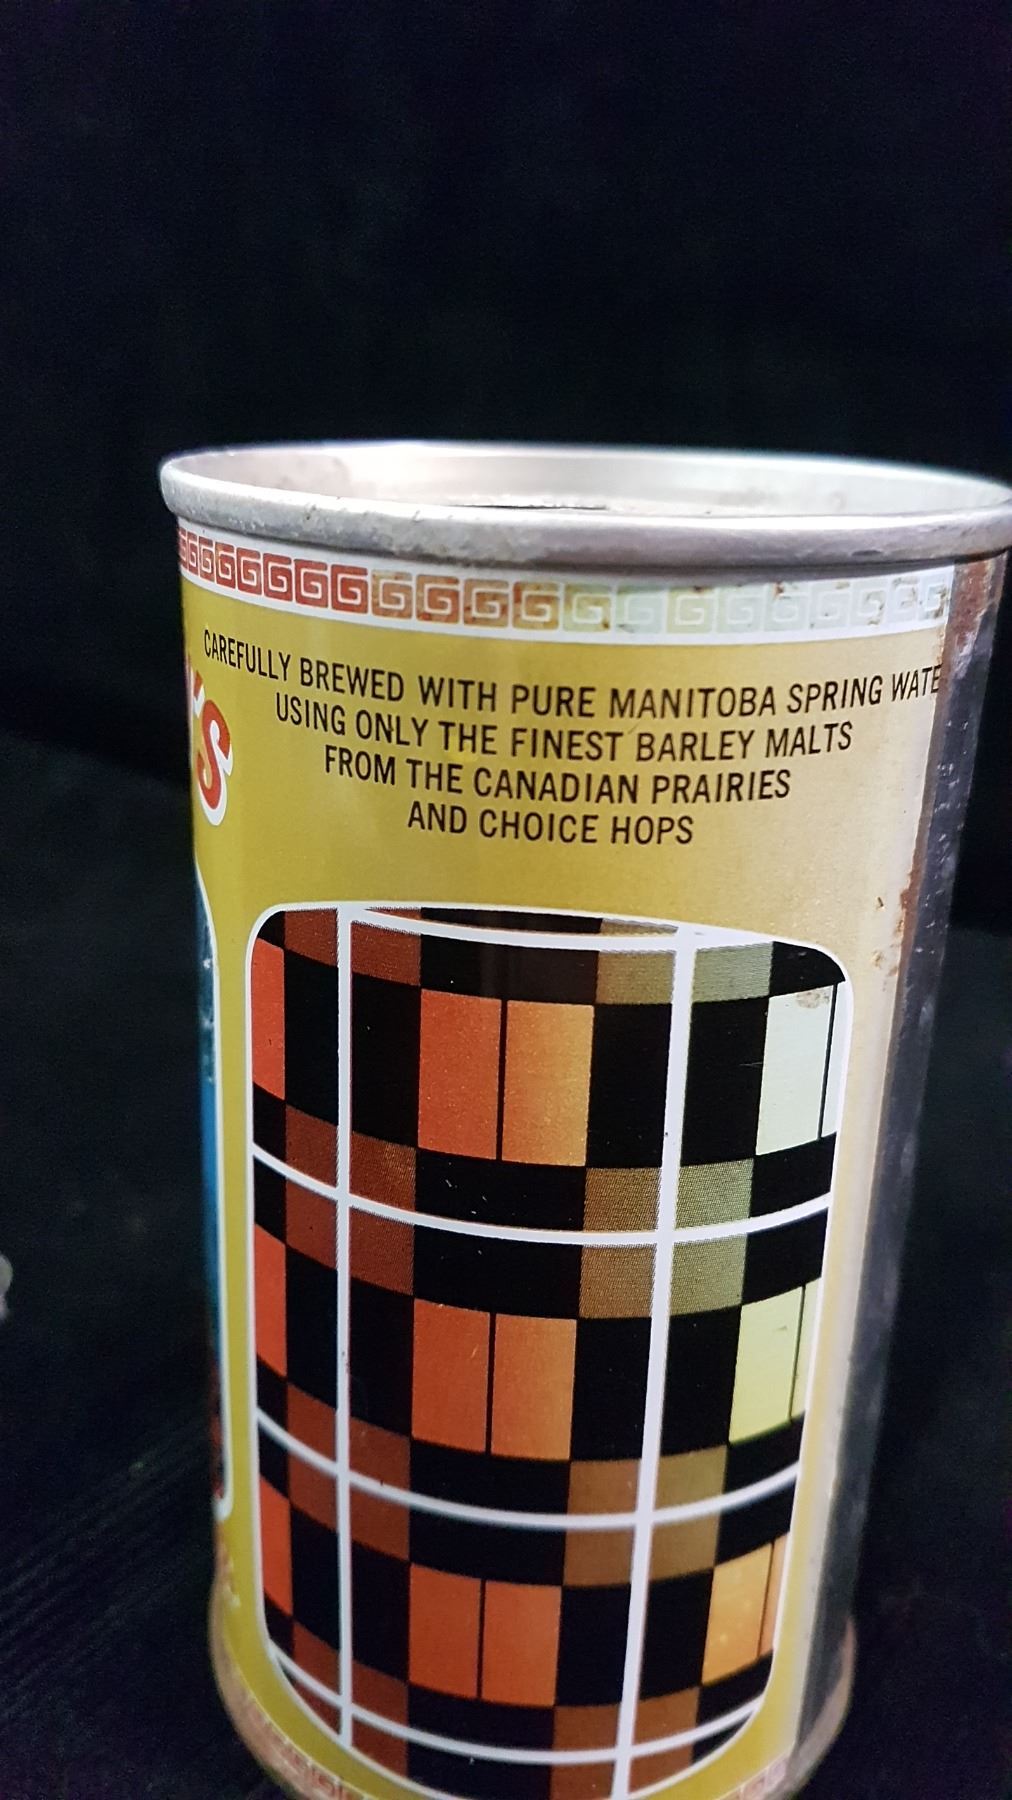 CAREFULLY BREWED WITH PURE MANITOBA SPRING WATE
USING ONLY THE FINEST BARLEY MALTS
FROM THE CANADIAN PRAIRIES
AND CHOICE HOPS
'S